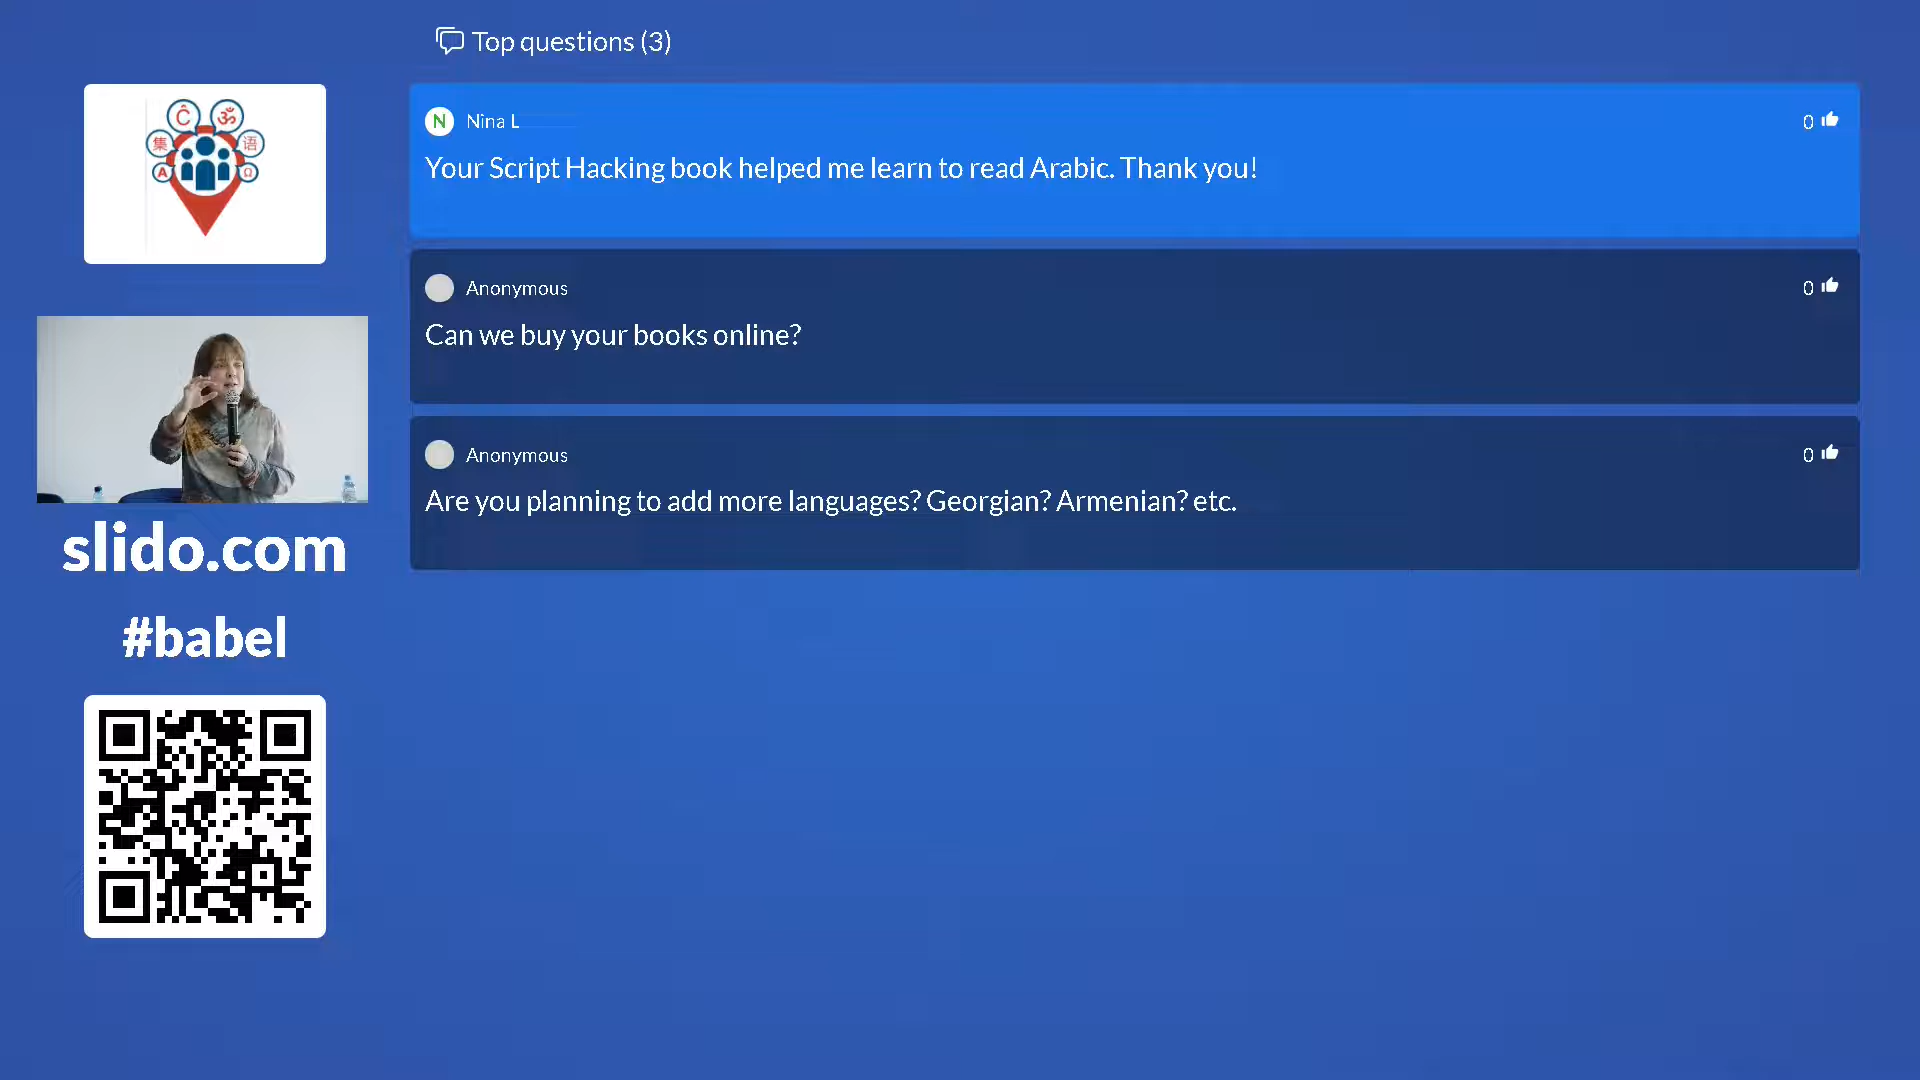 Top questions (3)
Ĉ
ॐ
集
语
A
Ω
N
Nina L
0
Your Script Hacking book helped me learn to read Arabic. Thank you!
Anonymous
0
Can we buy your books online?
Anonymous
0
Are you planning to add more languages? Georgian? Armenian? etc.
slido.com
#babel